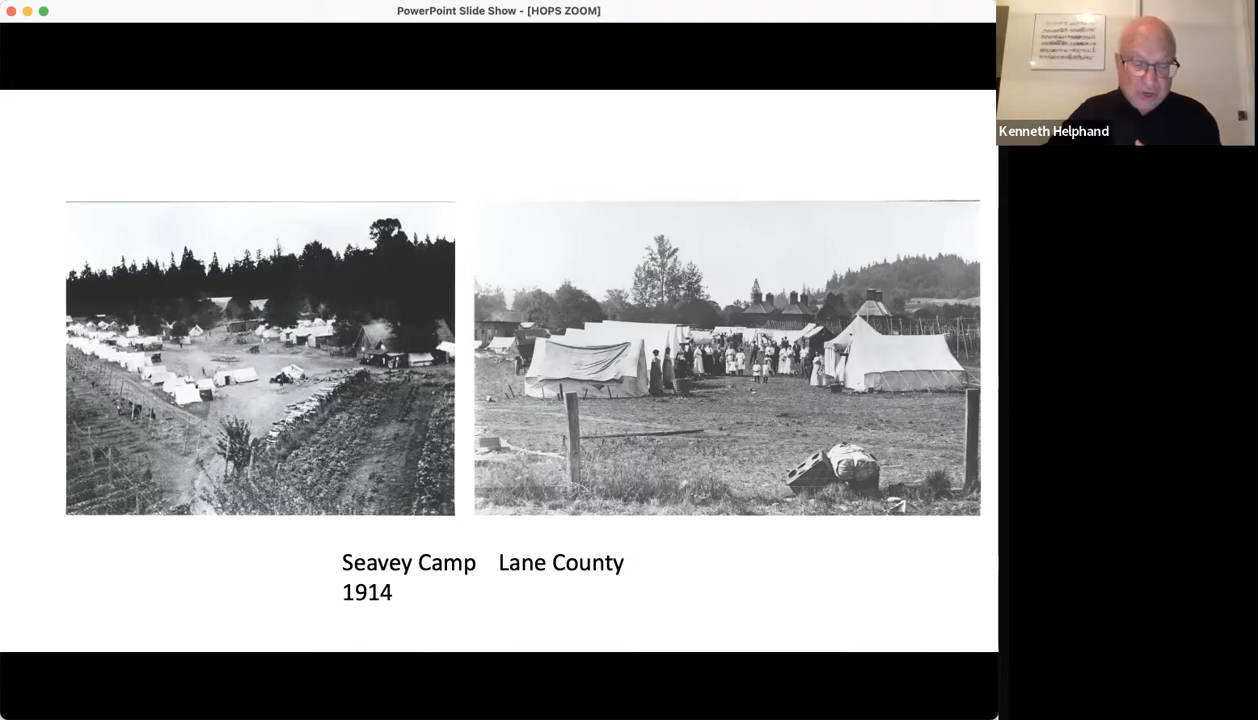 PowerPoint Slide Show - [HOPS ZOOM]
Kenneth Helphand
Seavey Camp Lane County
1914